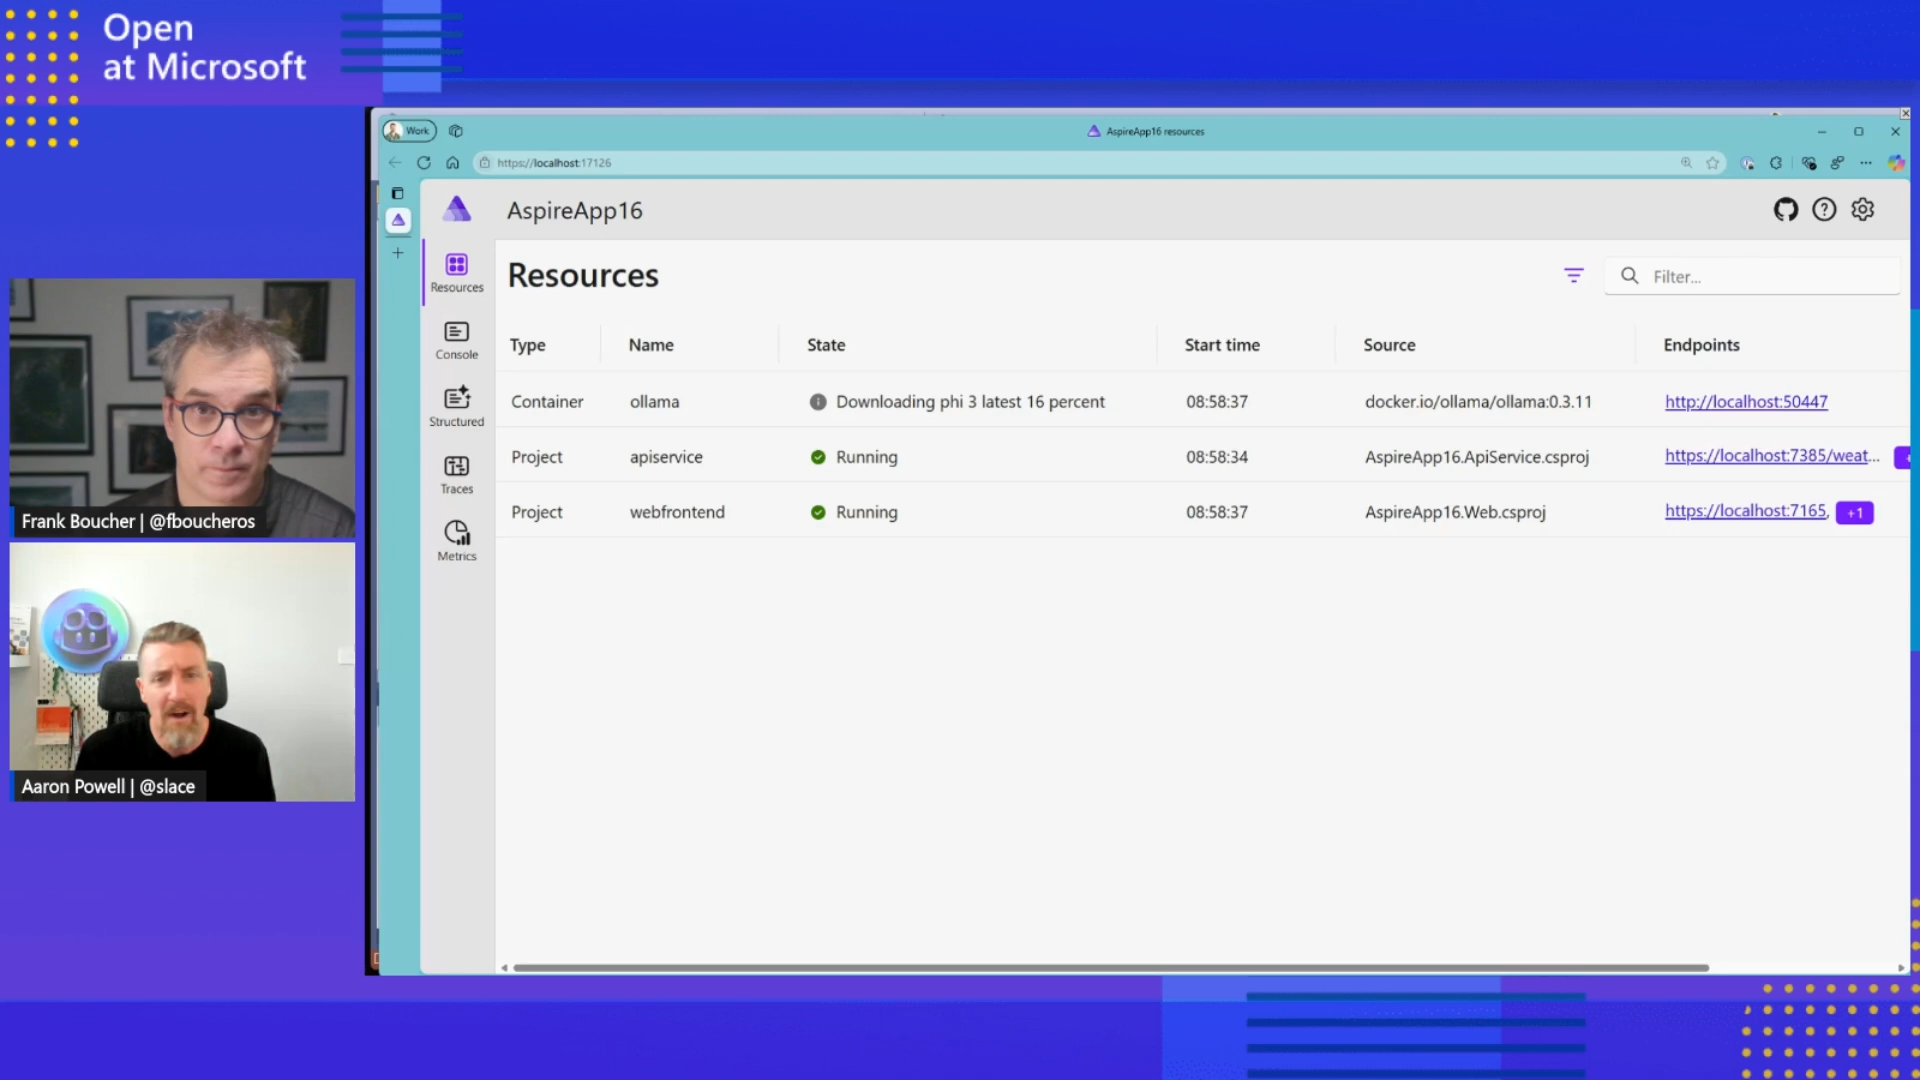 Open
at Microsoft
Work
AspireApp16 resources
https://localhost:17126
AspireApp16
Resources
Resources
Filter...
Console
Structured
Traces
Metrics
Type Name State Start time Source Endpoints
Container ollama Downloading phi 3 latest 16 percent 08:58:37 docker.io/ollama/ollama:0.3.11 http://localhost:50447
Project apiservice Running 08:58:34 AspireApp16.ApiService.csproj https://localhost:7385/weat...
Project webfrontend Running 08:58:37 AspireApp16.Web.csproj https://localhost:7165, +1
Frank Boucher | @fboucheros
Aaron Powell | @slace